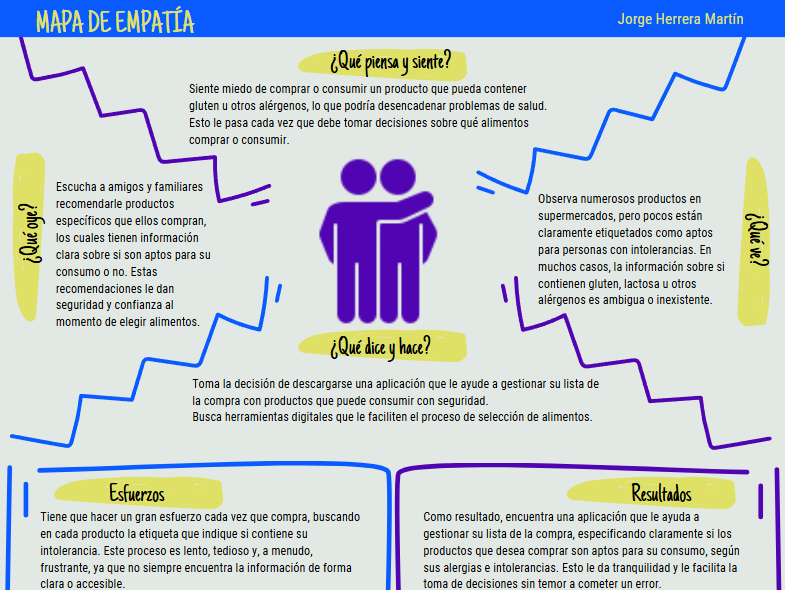 MAPA DE EMPATÍA
Jorge Herrera Martín
¿Qué piensa y siente?
Siente miedo de comprar o consumir un producto que pueda contener
gluten u otros alérgenos, lo que podría desencadenar problemas de salud.
Esto le pasa cada vez que debe tomar decisiones sobre qué alimentos
comprar o consumir.
¿Qué oye?
Escucha a amigos y familiares
recomendarle productos
específicos que ellos compran,
los cuales tienen información
clara sobre si son aptos para su
consumo o no. Estas
recomendaciones le dan
seguridad y confianza al
momento de elegir alimentos.
Observa numerosos productos en
supermercados, pero pocos están
claramente etiquetados como aptos
para personas con intolerancias. En
muchos casos, la información sobre si
contienen gluten, lactosa u otros
alérgenos es ambigua o inexistente.
¿Qué ve?
¿Qué dice y hace?
Toma la decisión de descargarse una aplicación que le ayude a gestionar su lista de
la compra con productos que puede consumir con seguridad.
Busca herramientas digitales que le faciliten el proceso de selección de alimentos.
Esfuerzos
Tiene que hacer un gran esfuerzo cada vez que compra, buscando
en cada producto la etiqueta que indique si contiene su
intolerancia. Este proceso es lento, tedioso y, a menudo,
frustrante, ya que no siempre encuentra la información de forma
clara o accesible.
Resultados
Como resultado, encuentra una aplicación que le ayuda a
gestionar su lista de la compra, especificando claramente si los
productos que desea comprar son aptos para su consumo, según
sus alergias e intolerancias. Esto le da tranquilidad y le facilita la
toma de decisiones sin temor a cometer un error.